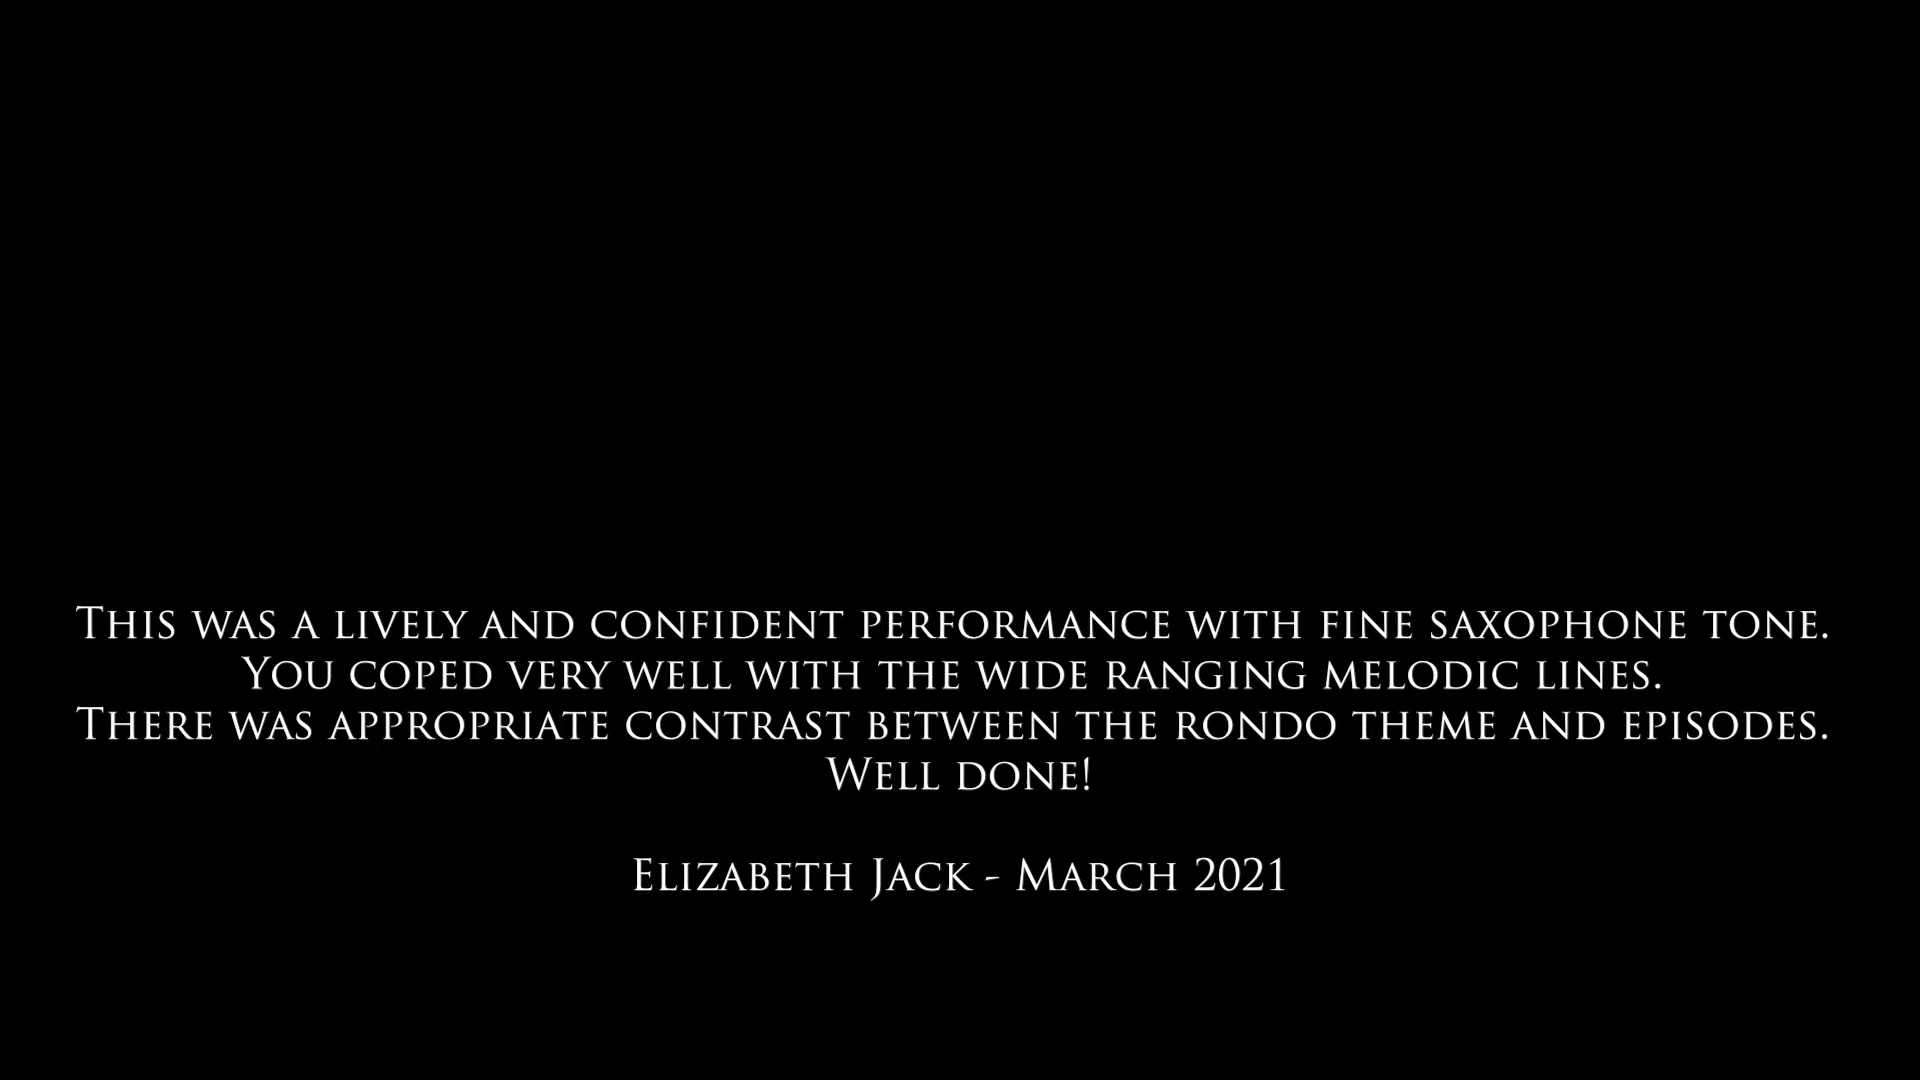 This was a lively and confident performance with fine saxophone tone.
You coped very well with the wide ranging melodic lines.
There was appropriate contrast between the rondo theme and episodes.
Well done!
Elizabeth Jack - March 2021